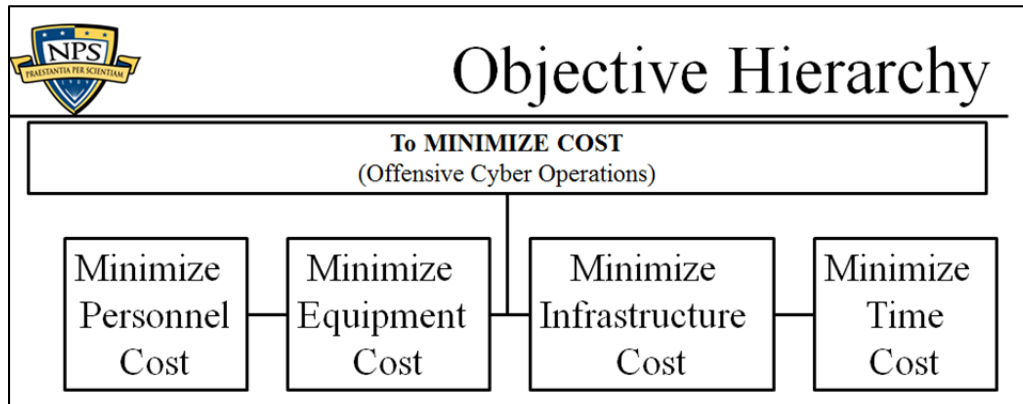 NPS
PRAESTANTIA PER SCIENTIAM
Objective Hierarchy
To MINIMIZE COST
(Offensive Cyber Operations)
Minimize
Personnel
Cost
Minimize
Equipment
Cost
Minimize
Infrastructure
Cost
Minimize
Time
Cost